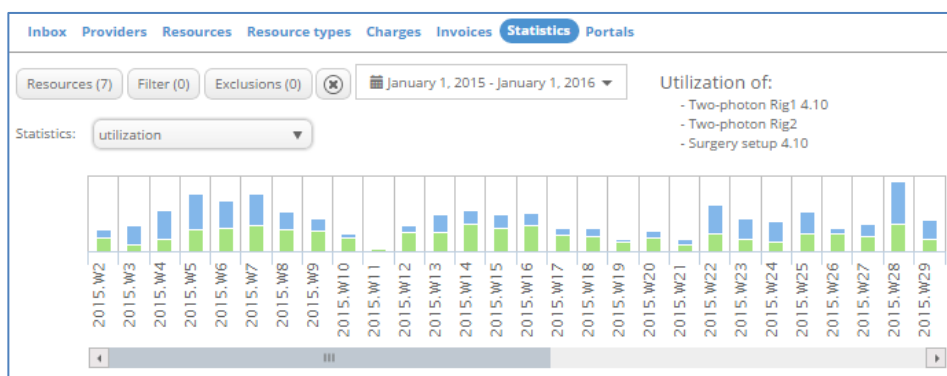 Inbox Providers Resources Resource types Charges Invoices Statistics Portals
Resources (7) Filter (0) Exclusions (0) January 1, 2015 - January 1, 2016
Utilization of:
- Two-photon Rig1 4.10
- Two-photon Rig2
- Surgery setup 4.10
Statistics: utilization
2015.W2 2015.W3 2015.W4 2015.W5 2015.W6 2015.W7 2015.W8 2015.W9 2015.W10 2015.W11 2015.W12 2015.W13 2015.W14 2015.W15 2015.W16 2015.W17 2015.W18 2015.W19 2015.W20 2015.W21 2015.W22 2015.W23 2015.W24 2015.W25 2015.W26 2015.W27 2015.W28 2015.W29